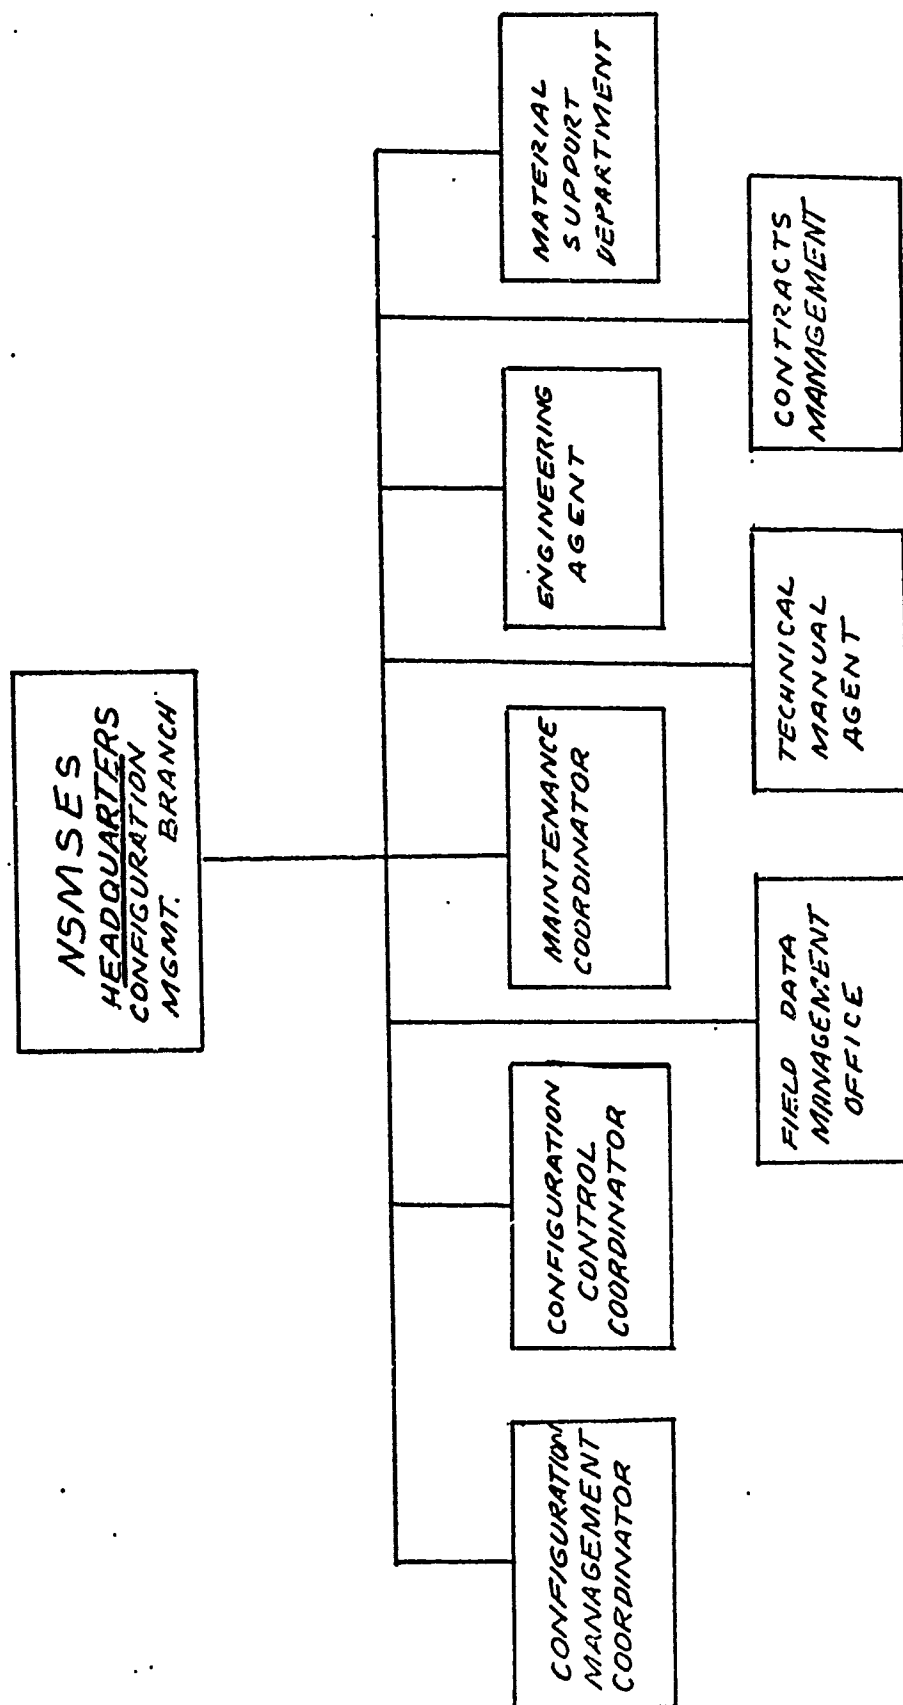 NSMSES
HEADQUARTERS
CONFIGURATION
MGMT. BRANCH
CONFIGURATION
MANAGEMENT
COORDINATOR
CONFIGURATION
CONTROL
COORDINATOR
MAINTENANCE
COORDINATOR
ENGINEERING
AGENT
MATERIAL
SUPPORT
DEPARTMENT
FIELD DATA
MANAGEMENT
OFFICE
TECHNICAL
MANUAL
AGENT
CONTRACTS
MANAGEMENT